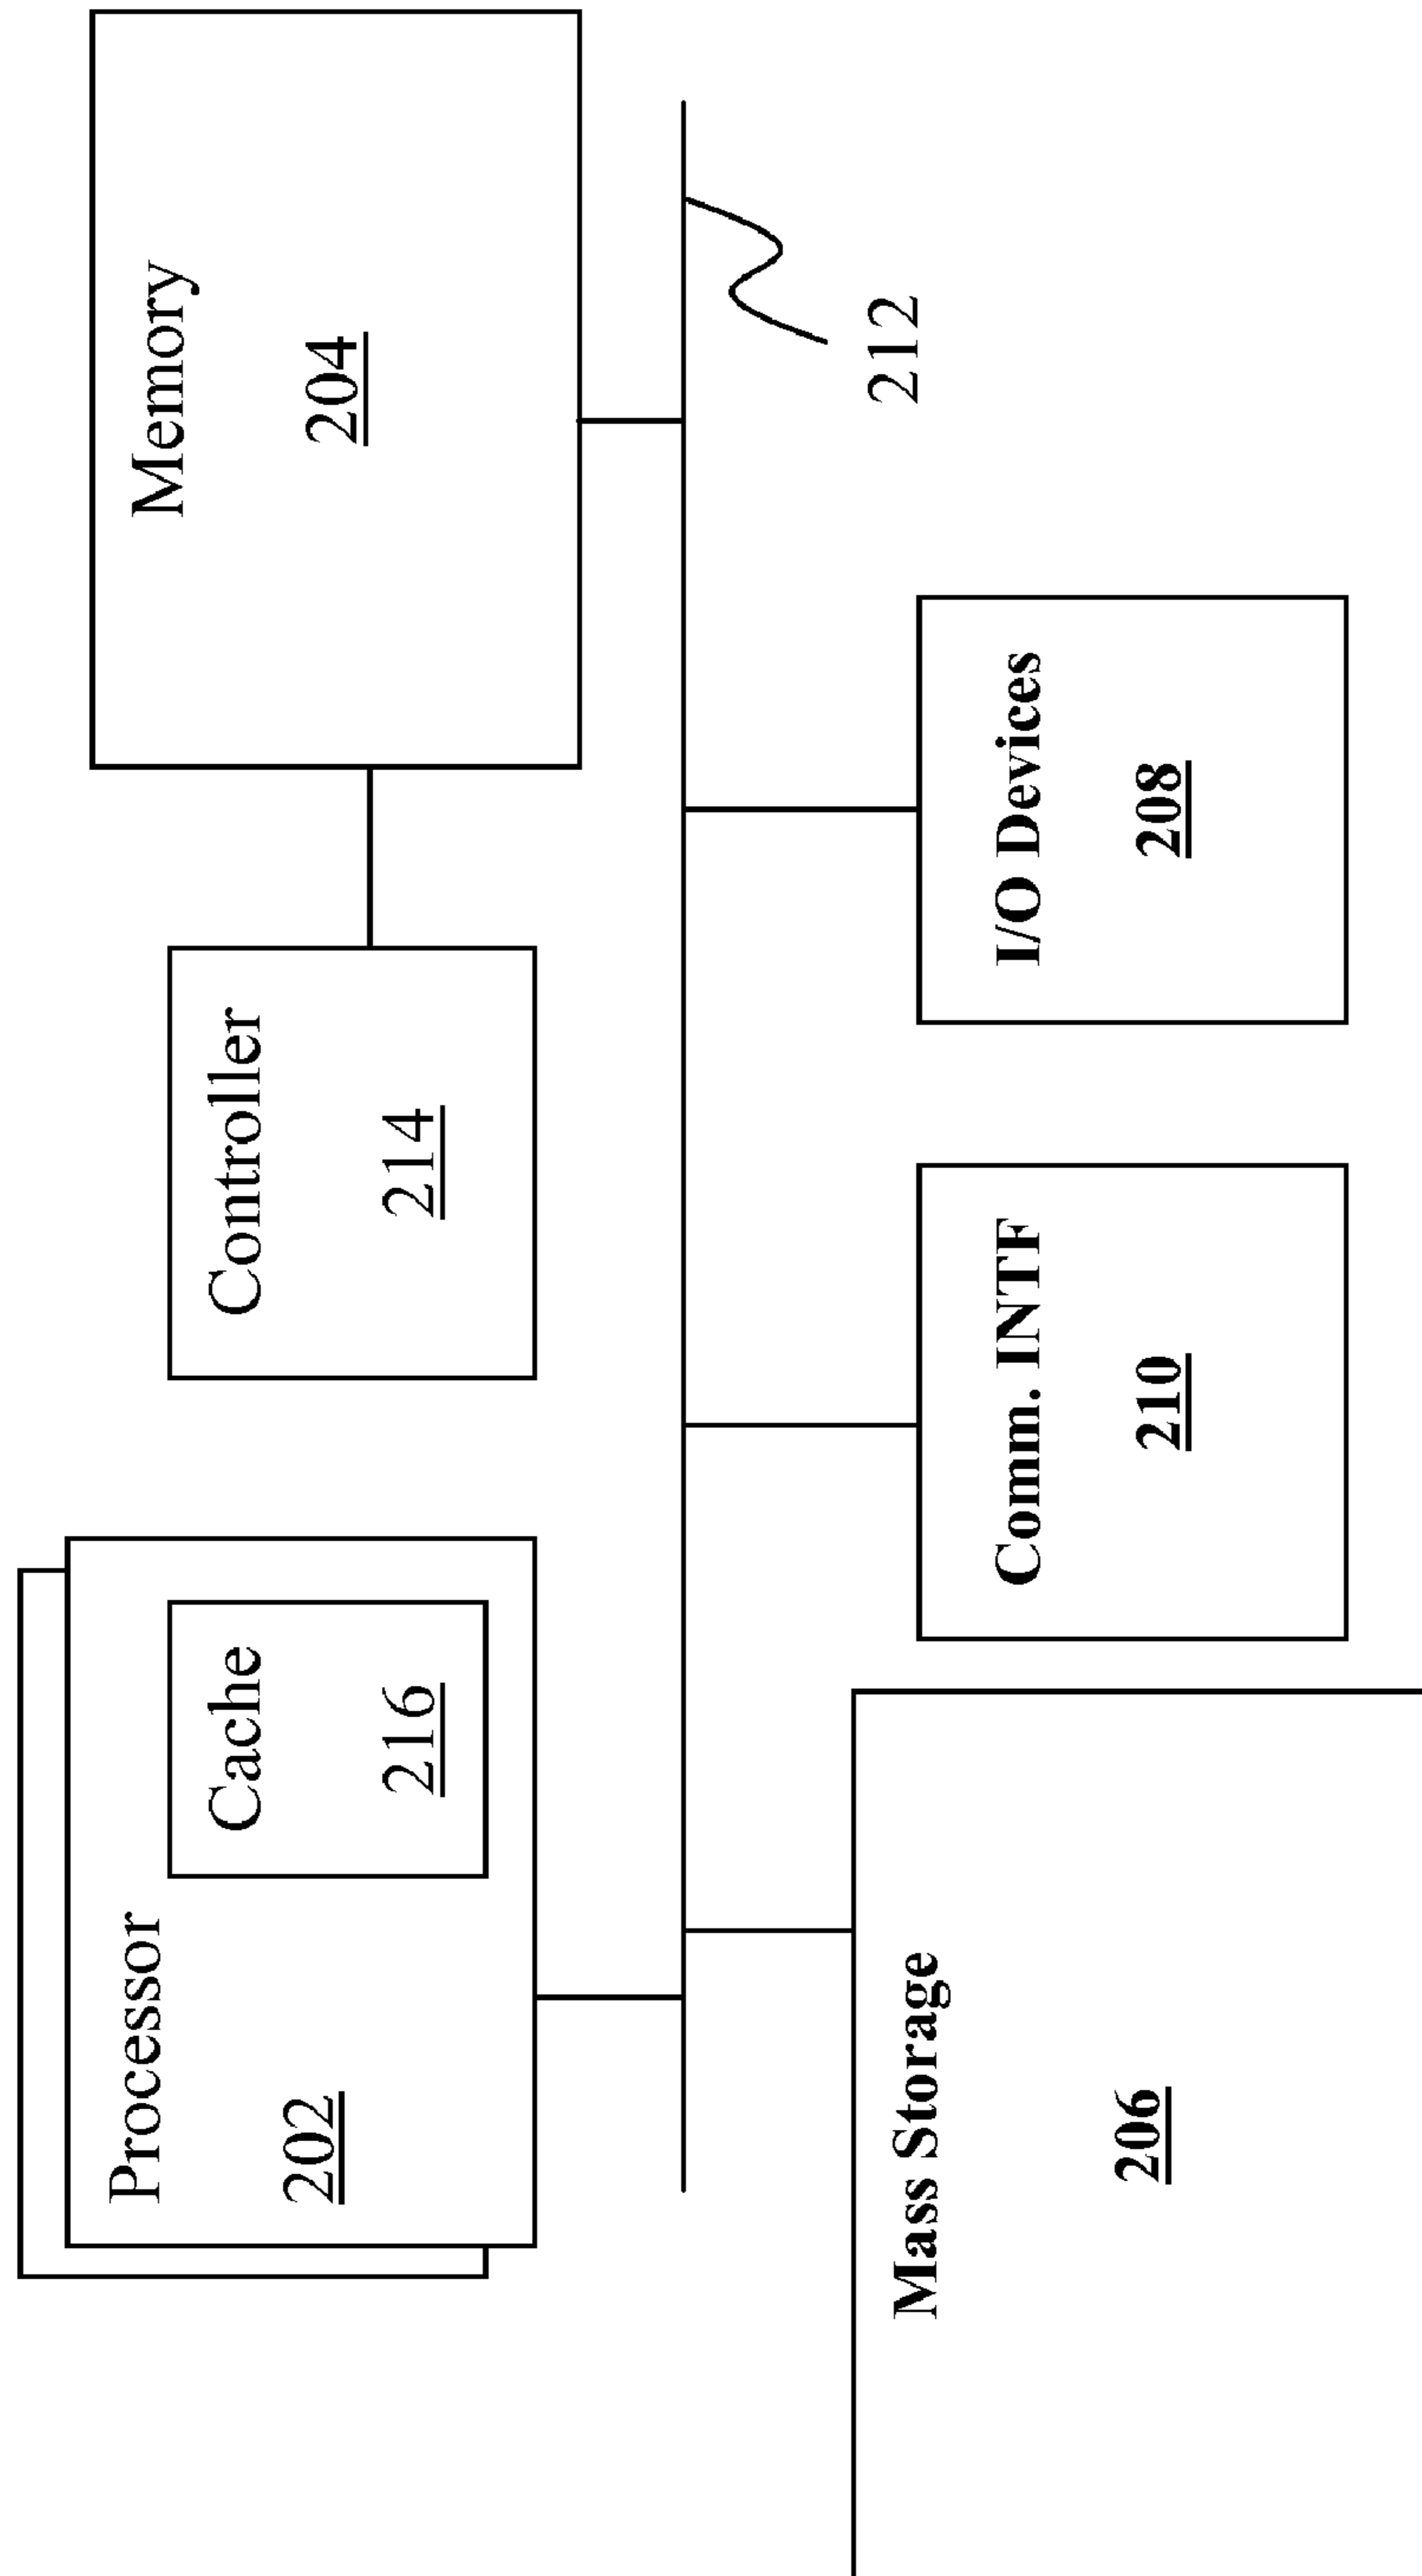 Processor
202
Cache
216
Controller
214
Memory
204
212
Mass Storage
206
Comm. INTF
210
I/O Devices
208